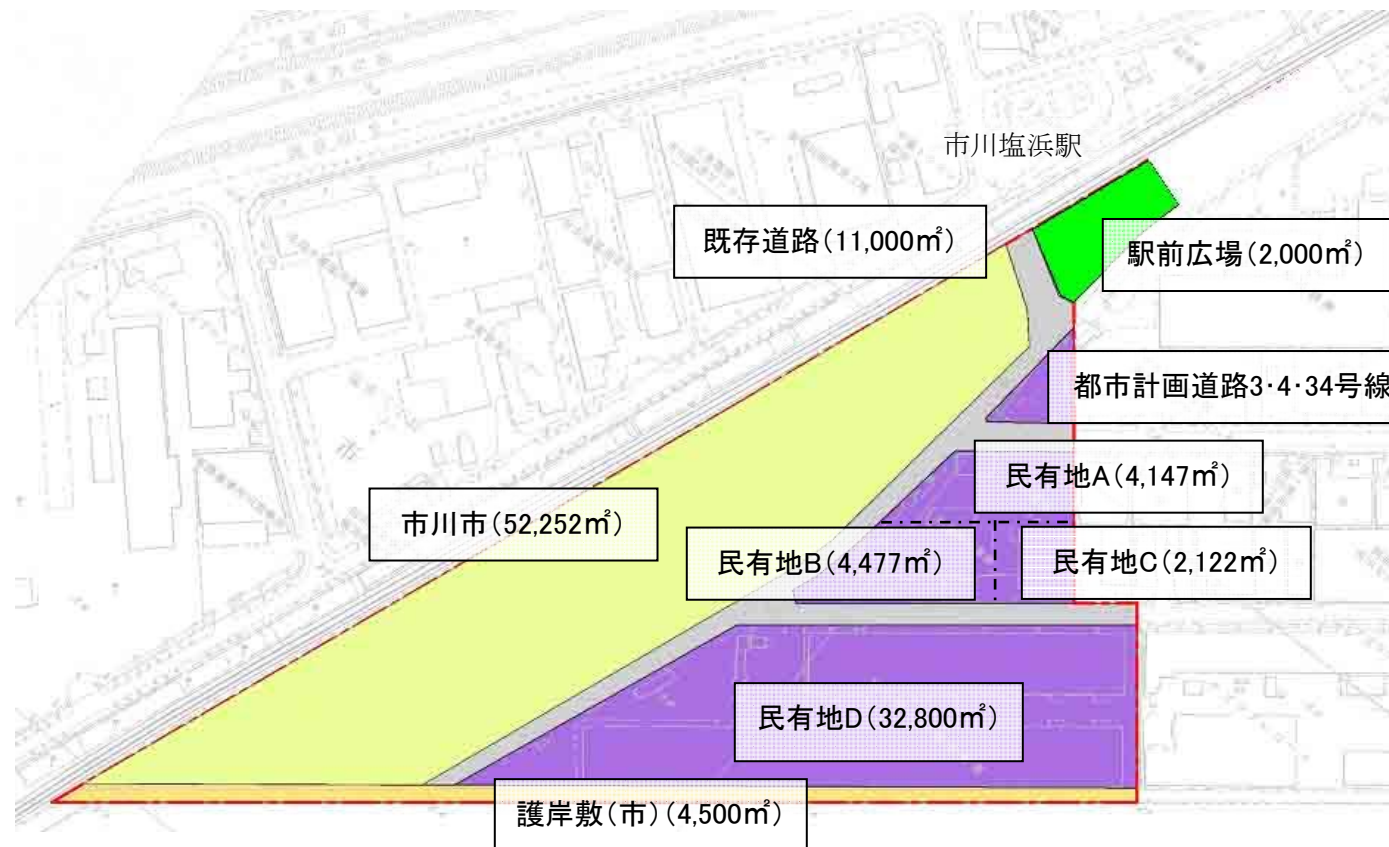 市川塩浜駅
既存道路(11,000㎡)
駅前広場(2,000㎡)
都市計画道路3・4・34号線
民有地A(4,147㎡)
市川市(52,252㎡)
民有地B(4,477㎡)
民有地C(2,122㎡)
民有地D(32,800㎡)
護岸敷(市)(4,500㎡)